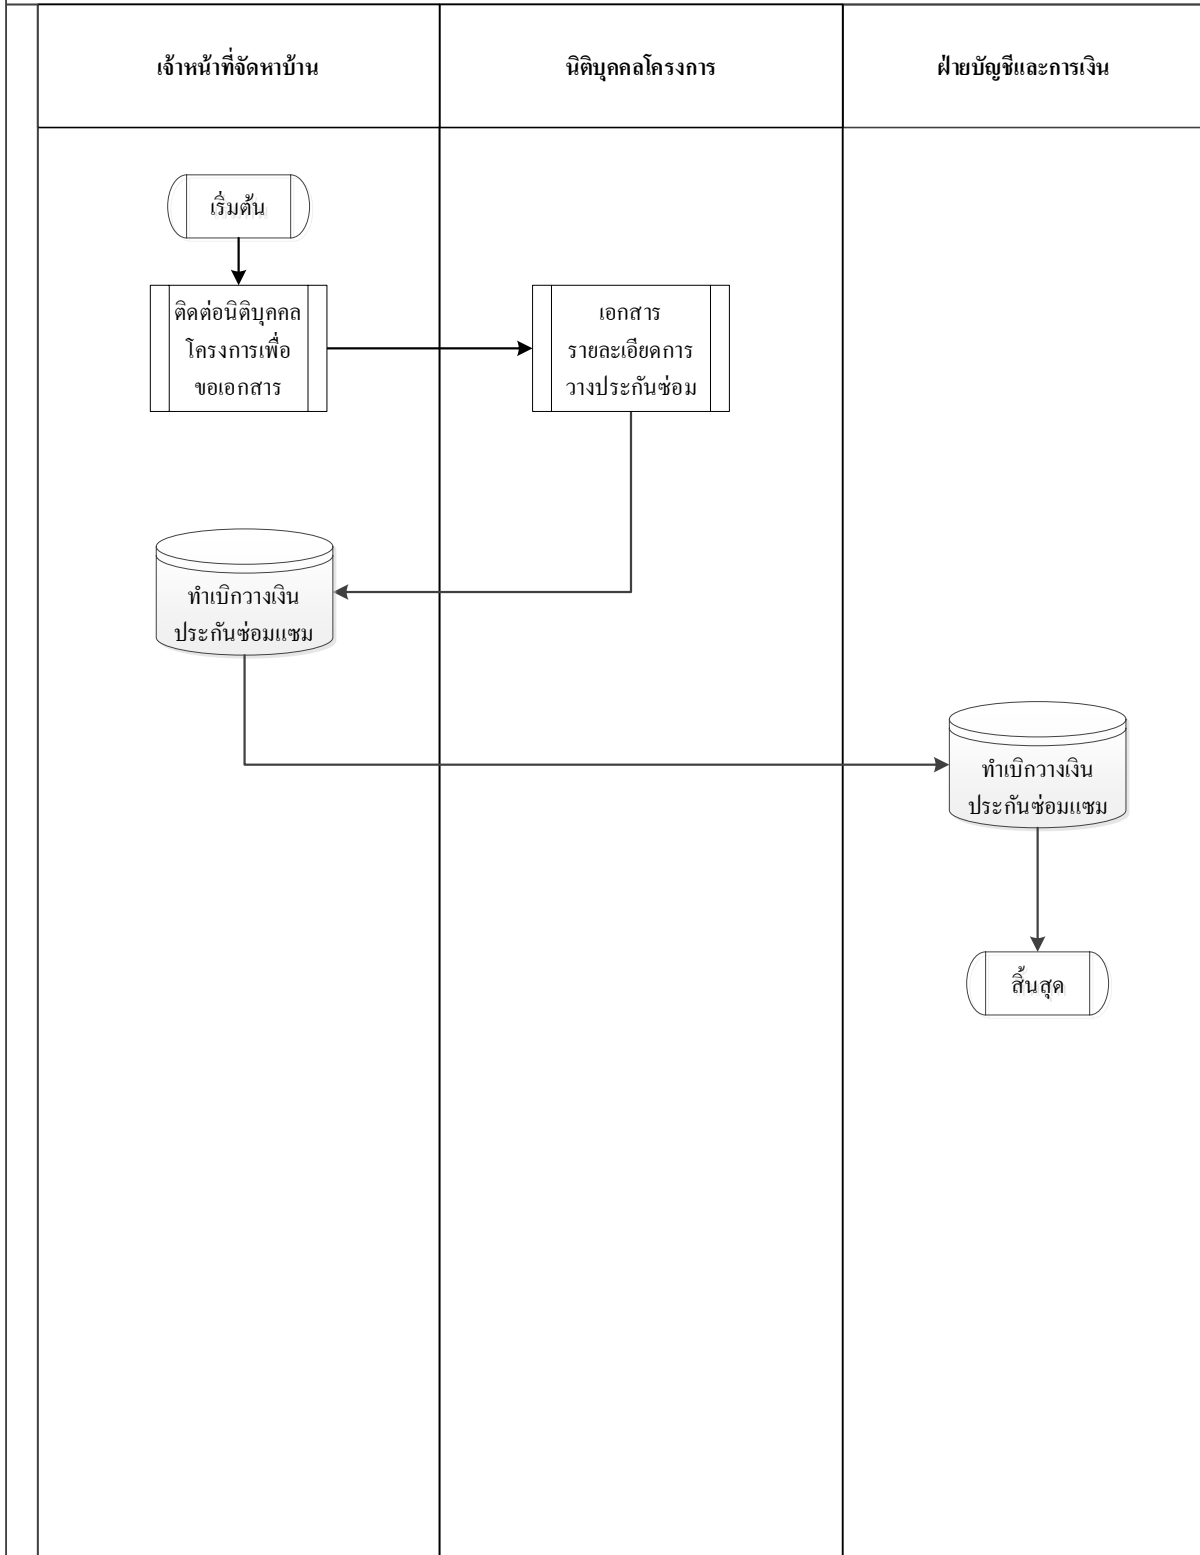 เจ้าหน้าที่จัดหาบ้าน
นิติบุคคลโครงการ
ฝ่ายบัญชีและการเงิน
เริ่มต้น
ติดต่อนิติบุคคล
โครงการเพื่อ
ขอเอกสาร
เอกสาร
รายละเอียดการ
วางประกันซ่อม
ทำเบิกวางเงิน
ประกันซ่อมแซม
ทำเบิกวางเงิน
ประกันซ่อมแซม
สิ้นสุด